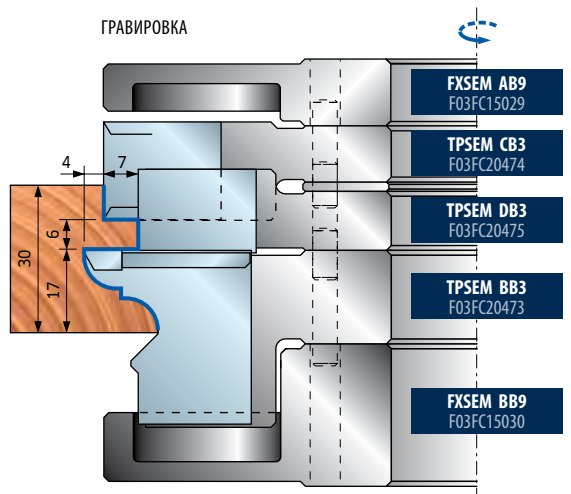 ГРАВИРОВКА
FXSEM AB9
F03FC15029
TPSEM CB3
F03FC20474
4
7
TPSEM DB3
F03FC20475
6
30
17
TPSEM BB3
F03FC20473
FXSEM BB9
F03FC15030